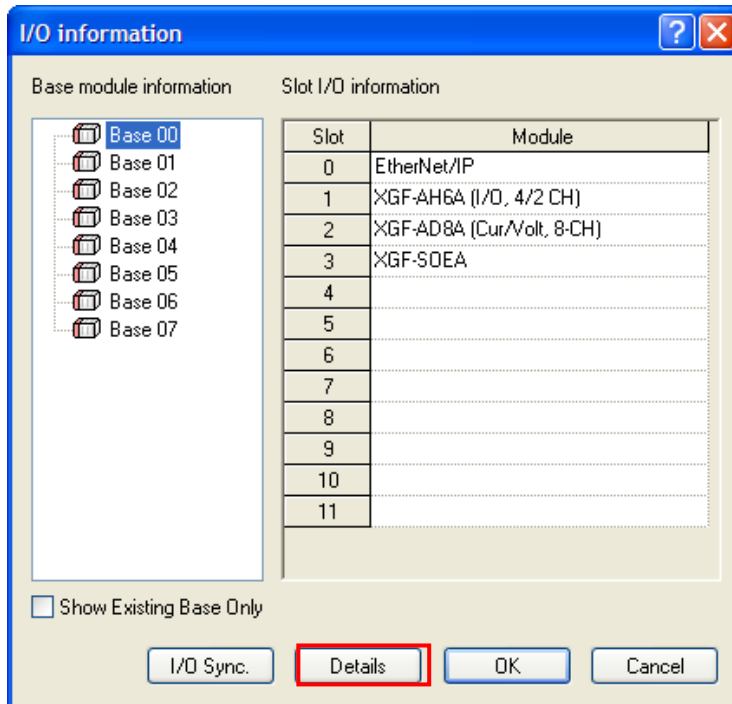 I/O information
Base module information
Slot I/O information
Base 00
Base 01
Base 02
Base 03
Base 04
Base 05
Base 06
Base 07
Slot Module
0 EtherNet/IP
1 XGF-AH6A (I/O, 4/2 CH)
2 XGF-AD8A (Cur/Volt, 8-CH)
3 XGF-SOEA
4
5
6
7
8
9
10
11
Show Existing Base Only
I/O Sync. Details OK Cancel